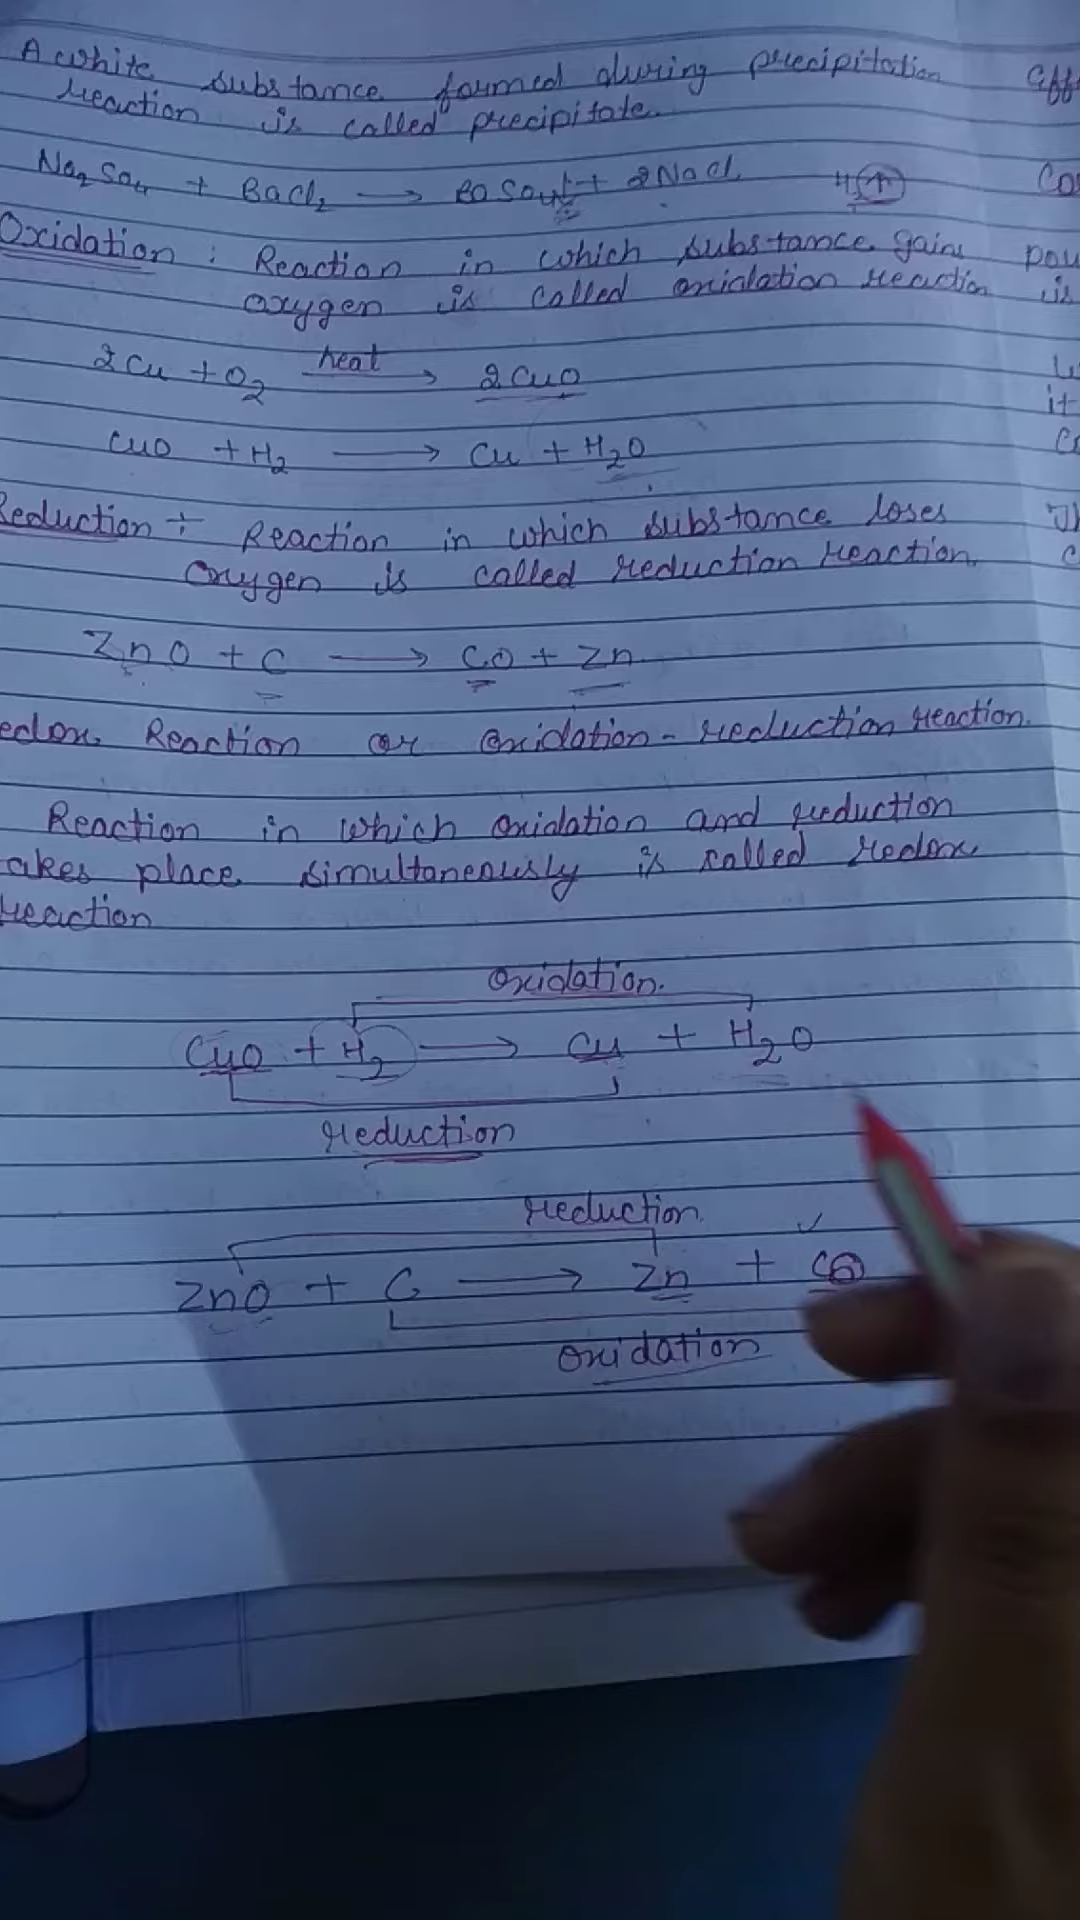 A white substance formed during precipitation
reaction is called precipitate.
Na2SO4 + BaCl2 → BaSO4↓ + 2NaCl
Oxidation : Reaction in which substance gains
oxygen is called oxidation reaction
2Cu + O2 heat → 2CuO
CuO + H2 → Cu + H2O
Reduction ÷ Reaction in which substance loses
oxygen is called reduction reaction.
ZnO + C → CO + Zn
edox Reaction or Oxidation-reduction reaction.
Reaction in which oxidation and reduction
akes place simultaneously is called redox
reaction
Oxidation.
CuO + H2 → Cu + H2O
reduction
reduction
ZnO + C → Zn + CO
Oxidation